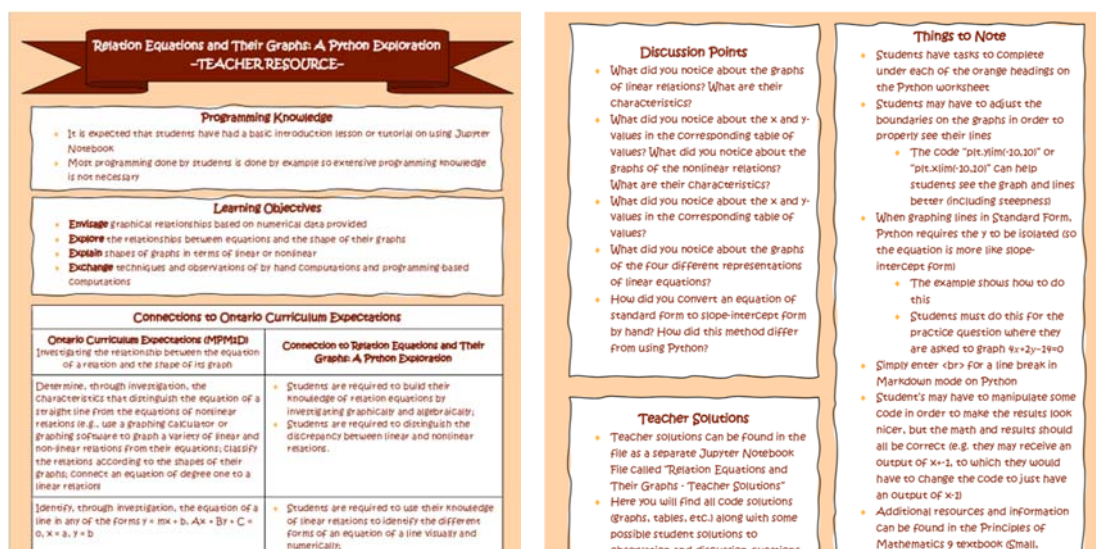 Relation Equations and Their Graphs: A Python Exploration
-TEACHER RESOURCE-
Programming Knowledge
It is expected that students have had a basic introduction lesson or tutorial on using Jupyter
Notebook
Most programming done by students is done by example so extensive programming knowledge
is not necessary
Learning Objectives
Envisage graphical relationships based on numerical data provided
Explore the relationships between equations and the shape of their graphs
Explain shapes of graphs in terms of linear or nonlinear
Exchange techniques and observations of by hand computations and programming based
computations
Connections to Ontario Curriculum Expectations
Ontario Curriculum Expectations (MPM1D)
Investigating the relationship between the equation
of a relation and the shape of its graph
Connection to Relation Equations and Their
Graphs: A Python Exploration
Determine, through investigation, the
characteristics that distinguish the equation of a
straight line from the equations of nonlinear
relations (e.g., use a graphing calculator or
graphing software to graph a variety of linear and
non-linear relations from their equations; classify
the relations according to the shapes of their
graphs; connect an equation of degree one to a
linear relation)
Students are required to build their
knowledge of relation equations by
investigating graphically and algebraically;
Students are required to distinguish the
discrepancy between linear and nonlinear
relations.
Identify, through investigation, the equation of a
line in any of the forms y = mx + b, Ax + By + C =
0, x = a, y = b
Students are required to use their knowledge
of linear relations to identify the different
forms of an equation of a line visually and
numerically;
Discussion Points
What did you notice about the graphs
of linear relations? What are their
characteristics?
What did you notice about the x and y-
values in the corresponding table of
values? What did you notice about the
graphs of the nonlinear relations?
What are their characteristics?
What did you notice about the x and y-
values in the corresponding table of
values?
What did you notice about the graphs
of the four different representations
of linear equations?
How did you convert an equation of
standard form to slope-intercept form
by hand? How did this method differ
from using Python?
Teacher Solutions
Teacher solutions can be found in the
file as a separate Jupyter Notebook
File called "Relation Equations and
Their Graphs - Teacher Solutions"
Here you will find all code solutions
(graphs, tables, etc.) along with some
possible student solutions to
observation and discussion questions
Things to Note
Students have tasks to complete
under each of the orange headings on
the Python worksheet
Students may have to adjust the
boundaries on the graphs in order to
properly see their lines
The code "plt.ylim(-10,10)" or
"plt.xlim(-10,10)" can help
students see the graph and lines
better (including steepness)
When graphing lines in Standard Form,
Python requires the y to be isolated (so
the equation is more like slope-
intercept form)
The example shows how to do
this
Students must do this for the
practice question where they
are asked to graph 4x+2y-14=0
Simply enter <br> for a line break in
Markdown mode on Python
Student's may have to manipulate some
code in order to make the results look
nicer, but the math and results should
all be correct (e.g. they may receive an
output of x+-1, to which they would
have to change the code to just have
an output of x-1)
Additional resources and information
can be found in the Principles of
Mathematics 9 textbook (Small,